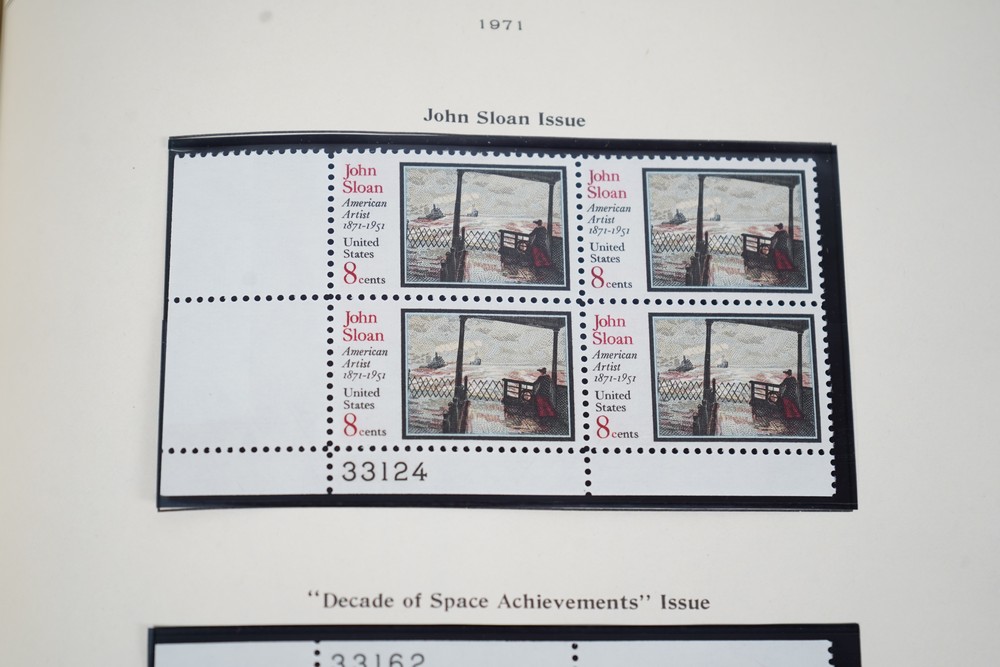 1971
John Sloan Issue
John
Sloan
American
Artist
1871-1951
United
States
8cents
John
Sloan
American
Artist
1871-1951
United
States
8cents
John
Sloan
American
Artist
1871-1951
United
States
8cents
John
Sloan
American
Artist
1871-1951
United
States
8cents
33124
"Decade of Space Achievements" Issue
33162